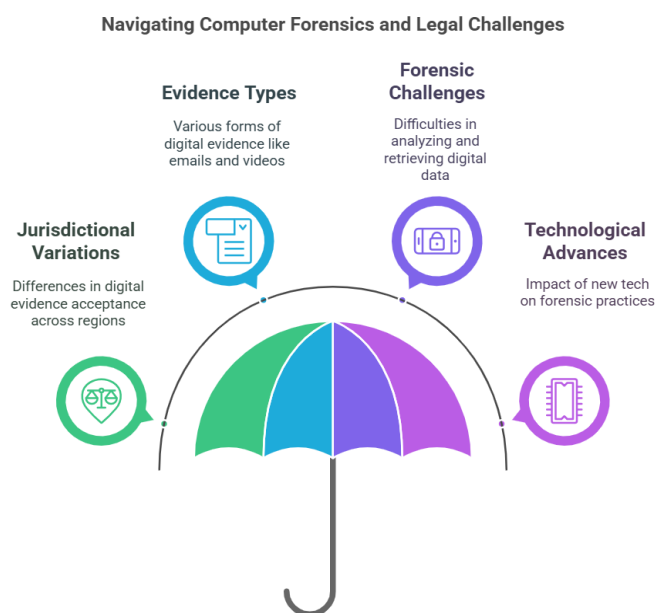 Navigating Computer Forensics and Legal Challenges
Evidence Types
Various forms of
digital evidence like
emails and videos
Forensic
Challenges
Difficulties in
analyzing and
retrieving digital
data
Jurisdictional
Variations
Differences in digital
evidence acceptance
across regions
Technological
Advances
Impact of new tech
on forensic practices